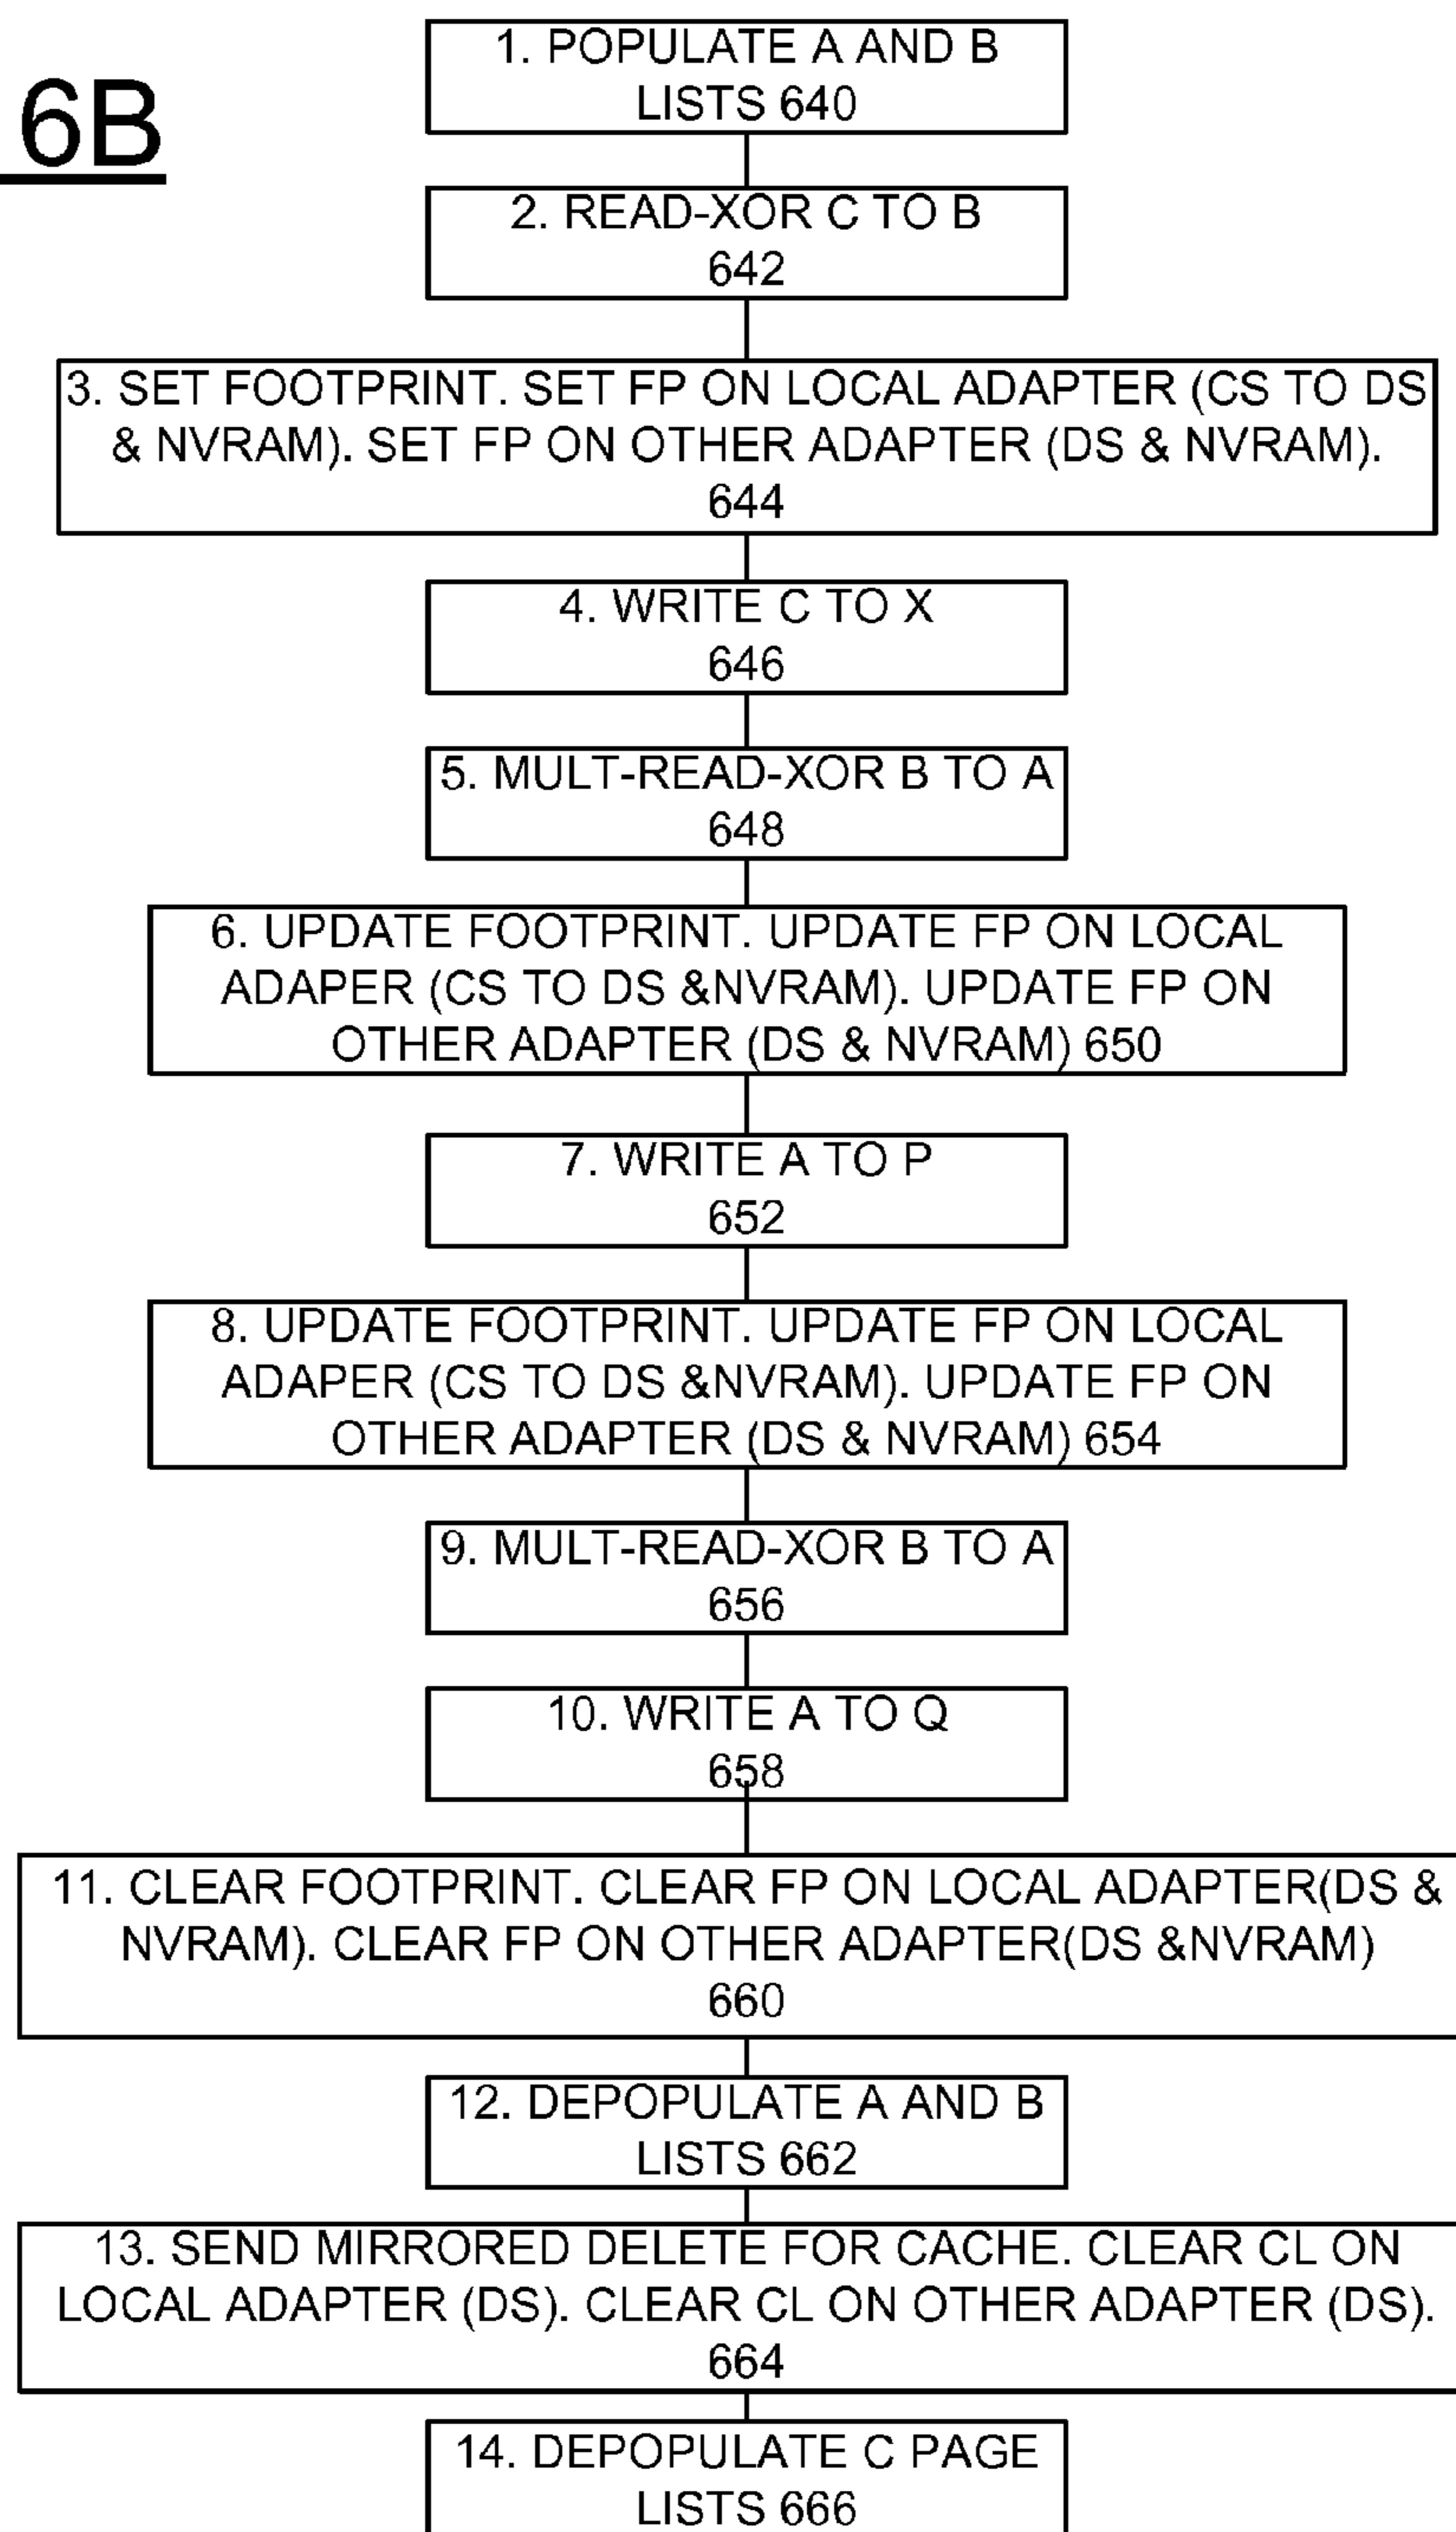 6B
1. POPULATE A AND B
LISTS 640
2. READ-XOR C TO B
642
3. SET FOOTPRINT. SET FP ON LOCAL ADAPTER (CS TO DS
& NVRAM). SET FP ON OTHER ADAPTER (DS & NVRAM).
644
4. WRITE C TO X
646
5. MULT-READ-XOR B TO A
648
6. UPDATE FOOTPRINT. UPDATE FP ON LOCAL
ADAPER (CS TO DS &NVRAM). UPDATE FP ON
OTHER ADAPTER (DS & NVRAM) 650
7. WRITE A TO P
652
8. UPDATE FOOTPRINT. UPDATE FP ON LOCAL
ADAPER (CS TO DS &NVRAM). UPDATE FP ON
OTHER ADAPTER (DS & NVRAM) 654
9. MULT-READ-XOR B TO A
656
10. WRITE A TO Q
658
11. CLEAR FOOTPRINT. CLEAR FP ON LOCAL ADAPTER(DS &
NVRAM). CLEAR FP ON OTHER ADAPTER(DS &NVRAM)
660
12. DEPOPULATE A AND B
LISTS 662
13. SEND MIRRORED DELETE FOR CACHE. CLEAR CL ON
LOCAL ADAPTER (DS). CLEAR CL ON OTHER ADAPTER (DS).
664
14. DEPOPULATE C PAGE
LISTS 666